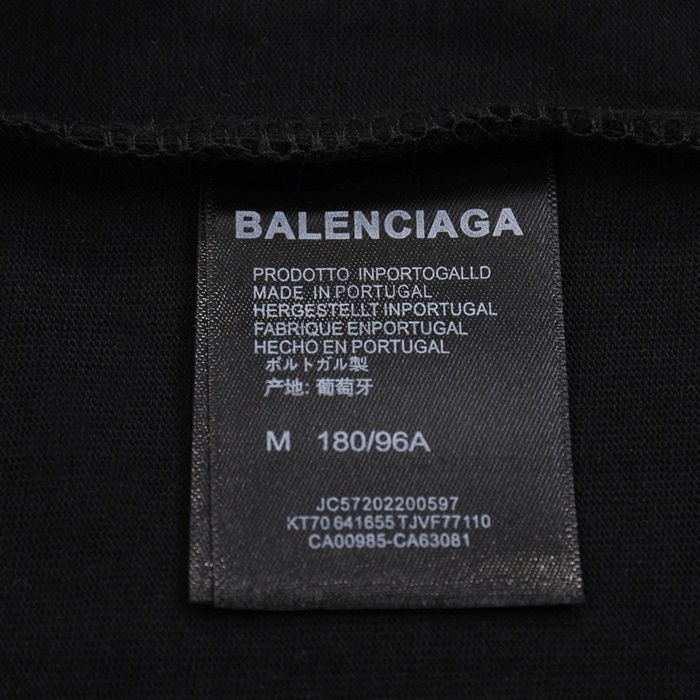 BALENCIAGA
PRODOTTO INPORTOGALLD
MADE IN PORTUGAL
HERGESTELLT INPORTUGAL
FABRIQUE ENPORTUGAL
HECHO EN PORTUGAL
ポルトガル製
产地: 葡萄牙
M 180/96A
JC57202200597
KT70 641655 TJVF77110
CA00985-CA63081